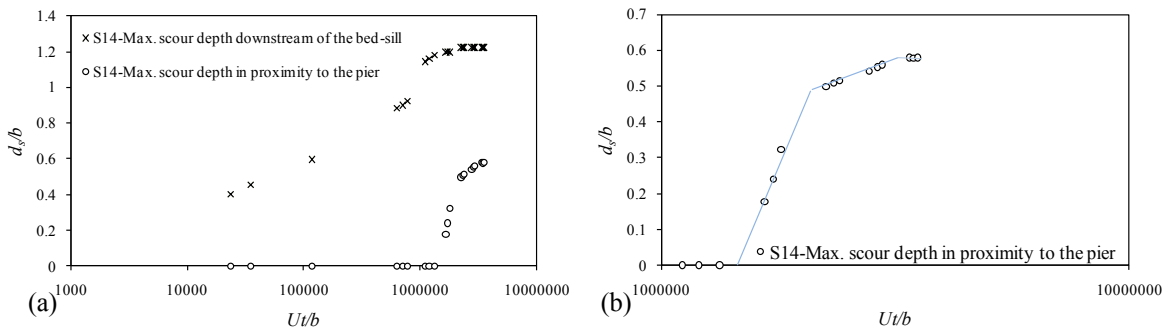 1.4
1.2
1
0.8
0.6
0.4
0.2
0
ds/b
× S14-Max. scour depth downstream of the bed-sill
o S14-Max. scour depth in proximity to the pier
1000 10000 100000 1000000 10000000
Ut/b
(a)
0.7
0.6
0.5
0.4
0.3
0.2
0.1
0
ds/b
o S14-Max. scour depth in proximity to the pier
1000000 10000000
Ut/b
(b)